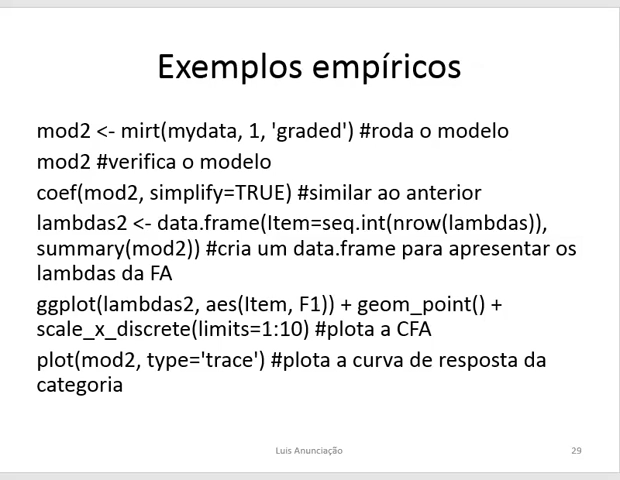 Exemplos empíricos
mod2 <- mirt(mydata, 1, 'graded') #roda o modelo
mod2 #verifica o modelo
coef(mod2, simplify=TRUE) #similar ao anterior
lambdas2 <- data.frame(Item=seq.int(nrow(lambdas)),
summary(mod2)) #cria um data.frame para apresentar os
lambdas da FA
ggplot(lambdas2, aes(Item, F1)) + geom_point() +
scale_x_discrete(limits=1:10) #plota a CFA
plot(mod2, type='trace') #plota a curva de resposta da
categoria
Luis Anunciação
29